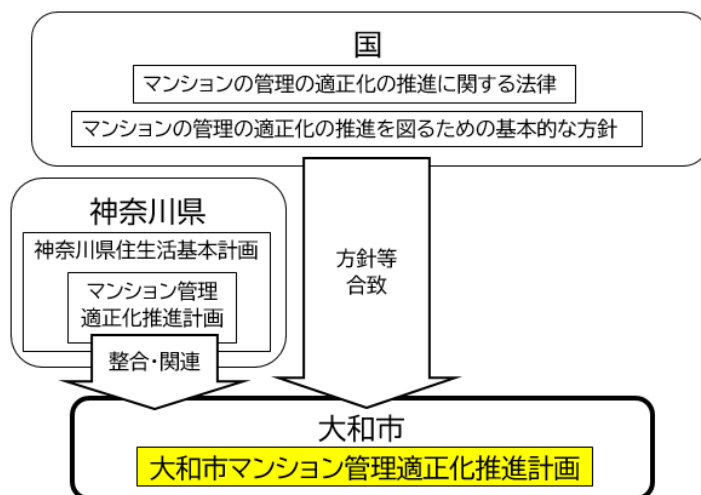 国
マンションの管理の適正化の推進に関する法律
マンションの管理の適正化の推進を図るための基本的な方針
神奈川県
神奈川県住生活基本計画
マンション管理
適正化推進計画
整合・関連
方針等
合致
大和市
大和市マンション管理適正化推進計画